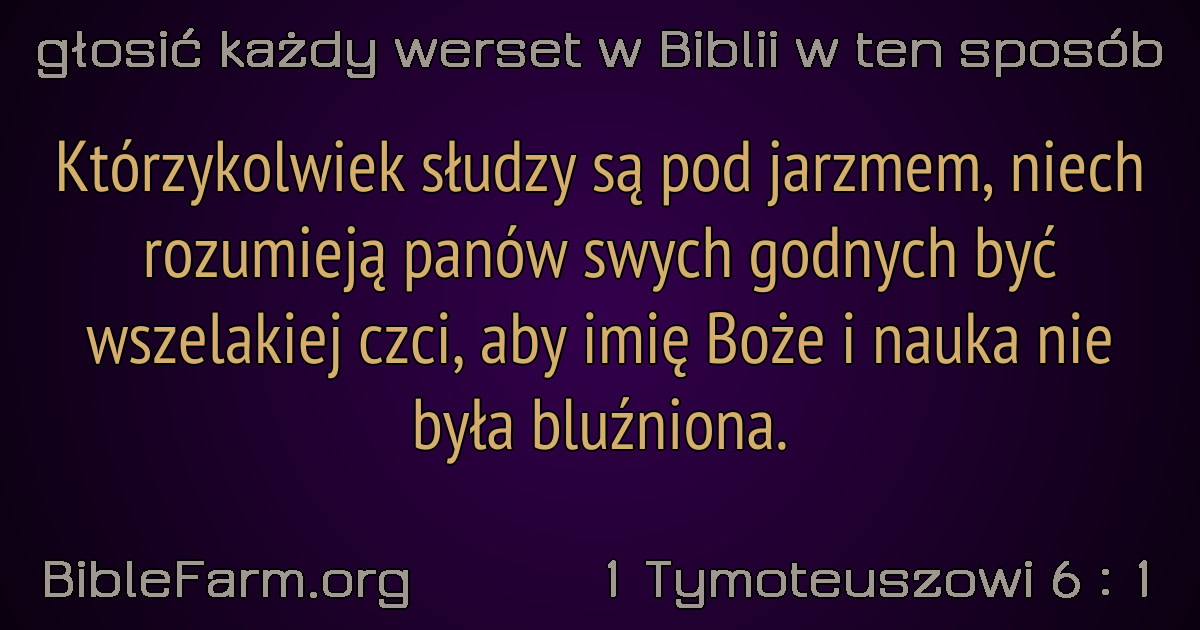 głosić każdy werset w Biblii w ten sposób
Którzykolwiek słudzy są pod jarzmem, niech
rozumieją panów swych godnych być
wszelakiej czci, aby imię Boże i nauka nie
była bluźniona.
BibleFarm.org
1 Tymoteuszowi 6 : 1